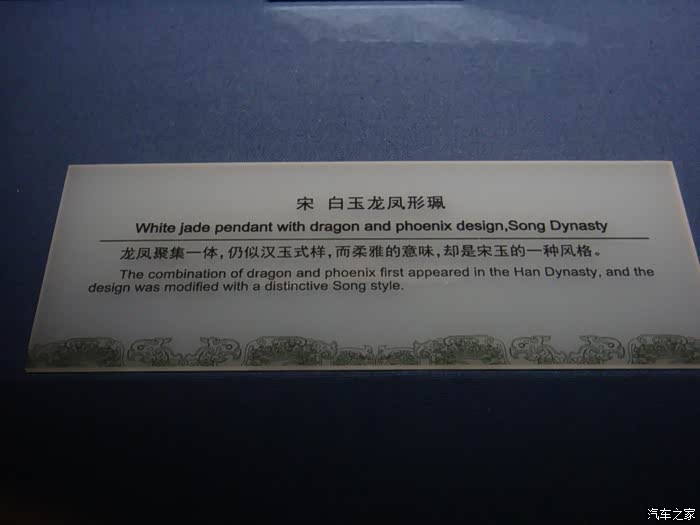 宋 白玉龙凤形珮
White jade pendant with dragon and phoenix design,Song Dynasty
龙凤聚集一体，仍似汉玉式样，而柔雅的意味，却是宋玉的一种风格。
The combination of dragon and phoenix first appeared in the Han Dynasty, and the
design was modified with a distinctive Song style.
汽车之家